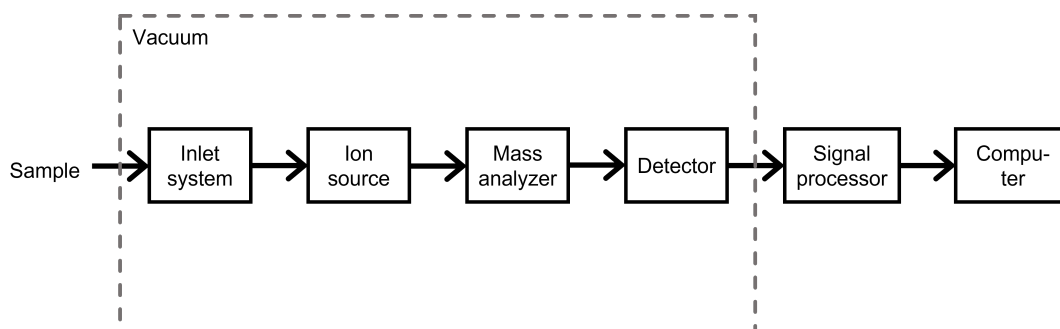 Vacuum
Sample
Inlet
system
Ion
source
Mass
analyzer
Detector
Signal
processor
Compu-
ter